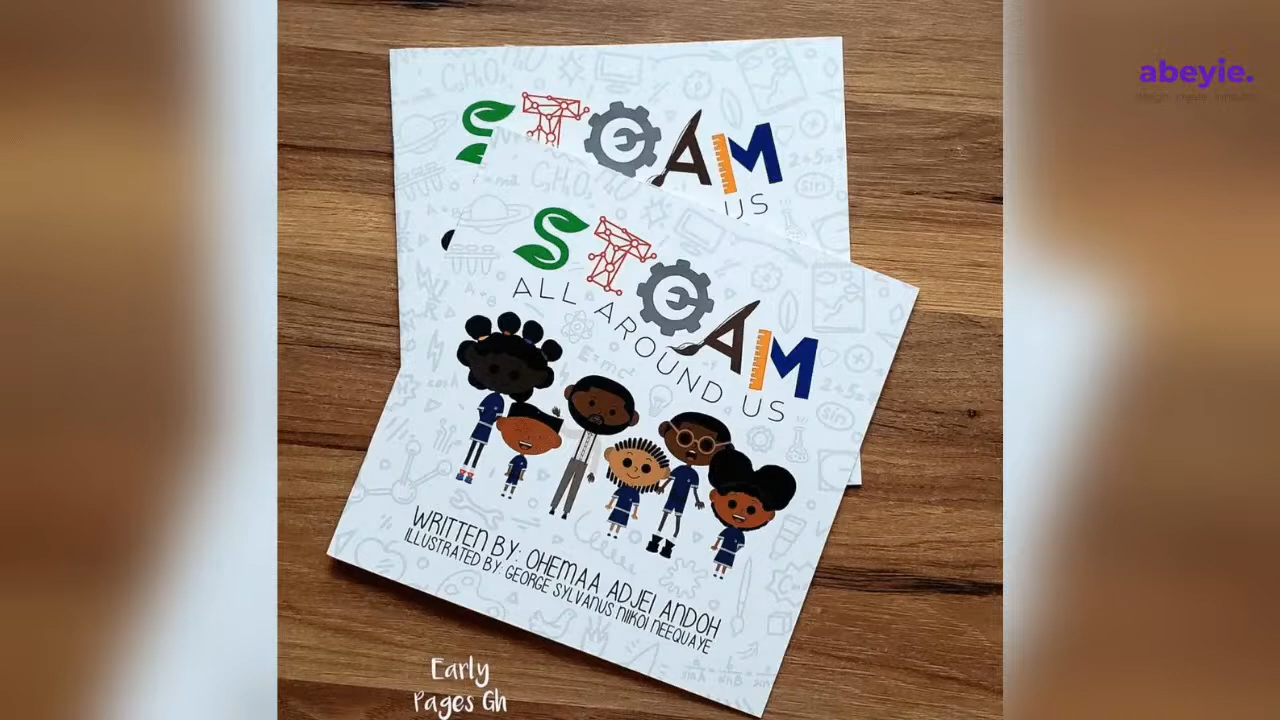 abeyie.
STEAM
US
STEAM
ALL AROUND US
E=mc²
WRITTEN BY: OHEMAA ADJEI ANDOH
ILLUSTRATED BY: GEORGE SYLVANUS NIIKOI NEEQUAYE
Early
Pages Gh